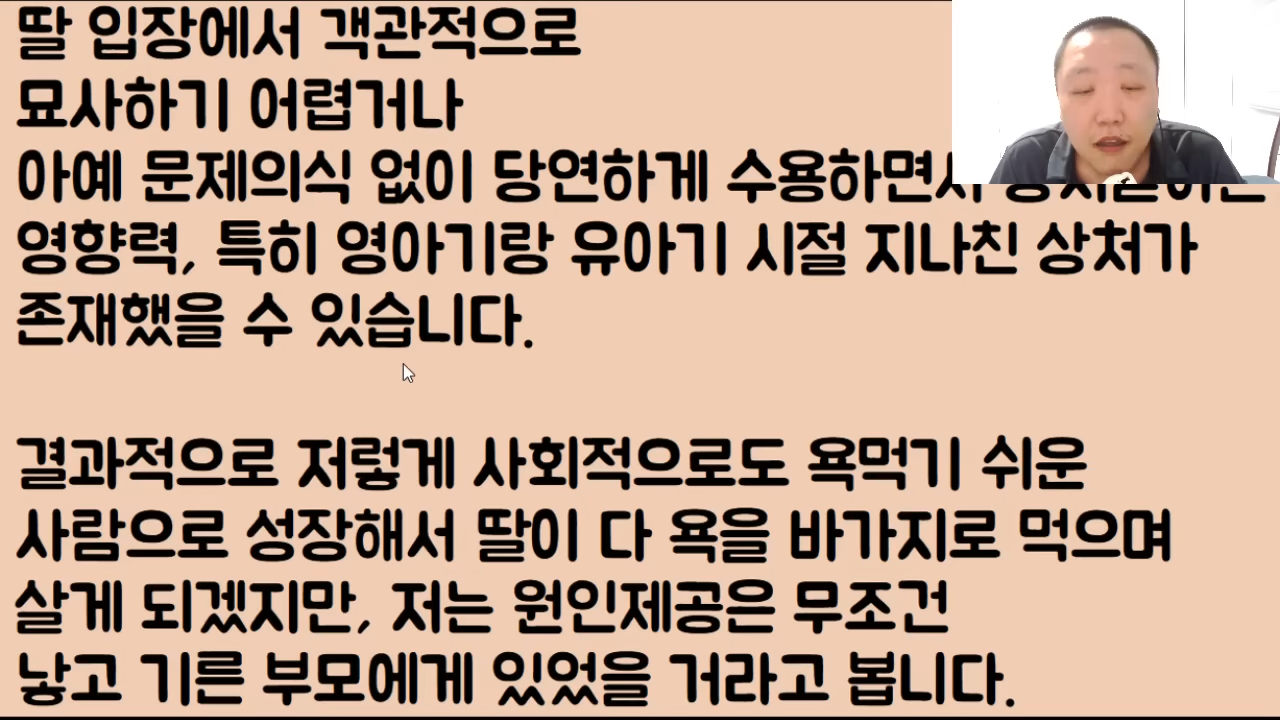 딸 입장에서 객관적으로
묘사하기 어렵거나
아예 문제의식 없이 당연하게 수용하면서
영향력, 특히 영아기랑 유아기 시절 지나친 상처가
존재했을 수 있습니다.
결과적으로 저렇게 사회적으로도 욕먹기 쉬운
사람으로 성장해서 딸이 다 욕을 바가지로 먹으며
살게 되겠지만, 저는 원인제공은 무조건
낳고 기른 부모에게 있었을 거라고 봅니다.